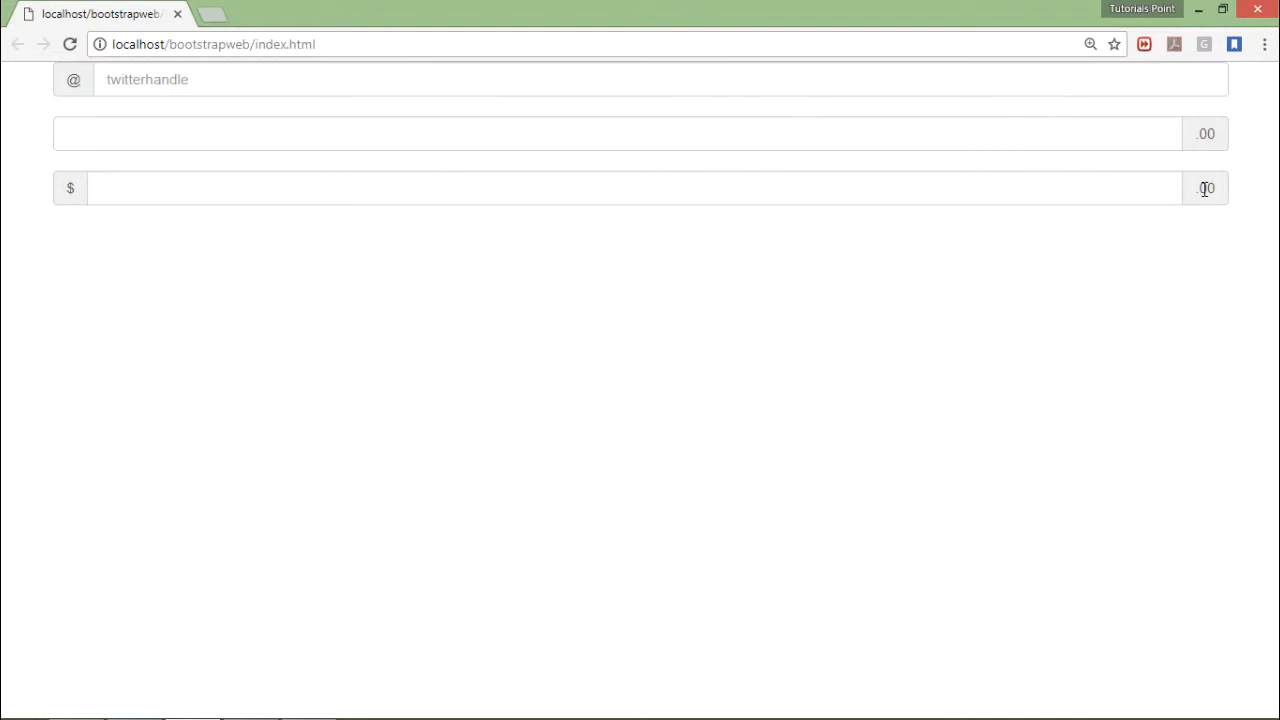 Tutorials Point
localhost/bootstrapweb/
localhost/bootstrapweb/index.html
G
@ twitterhandle
.00
$ .00